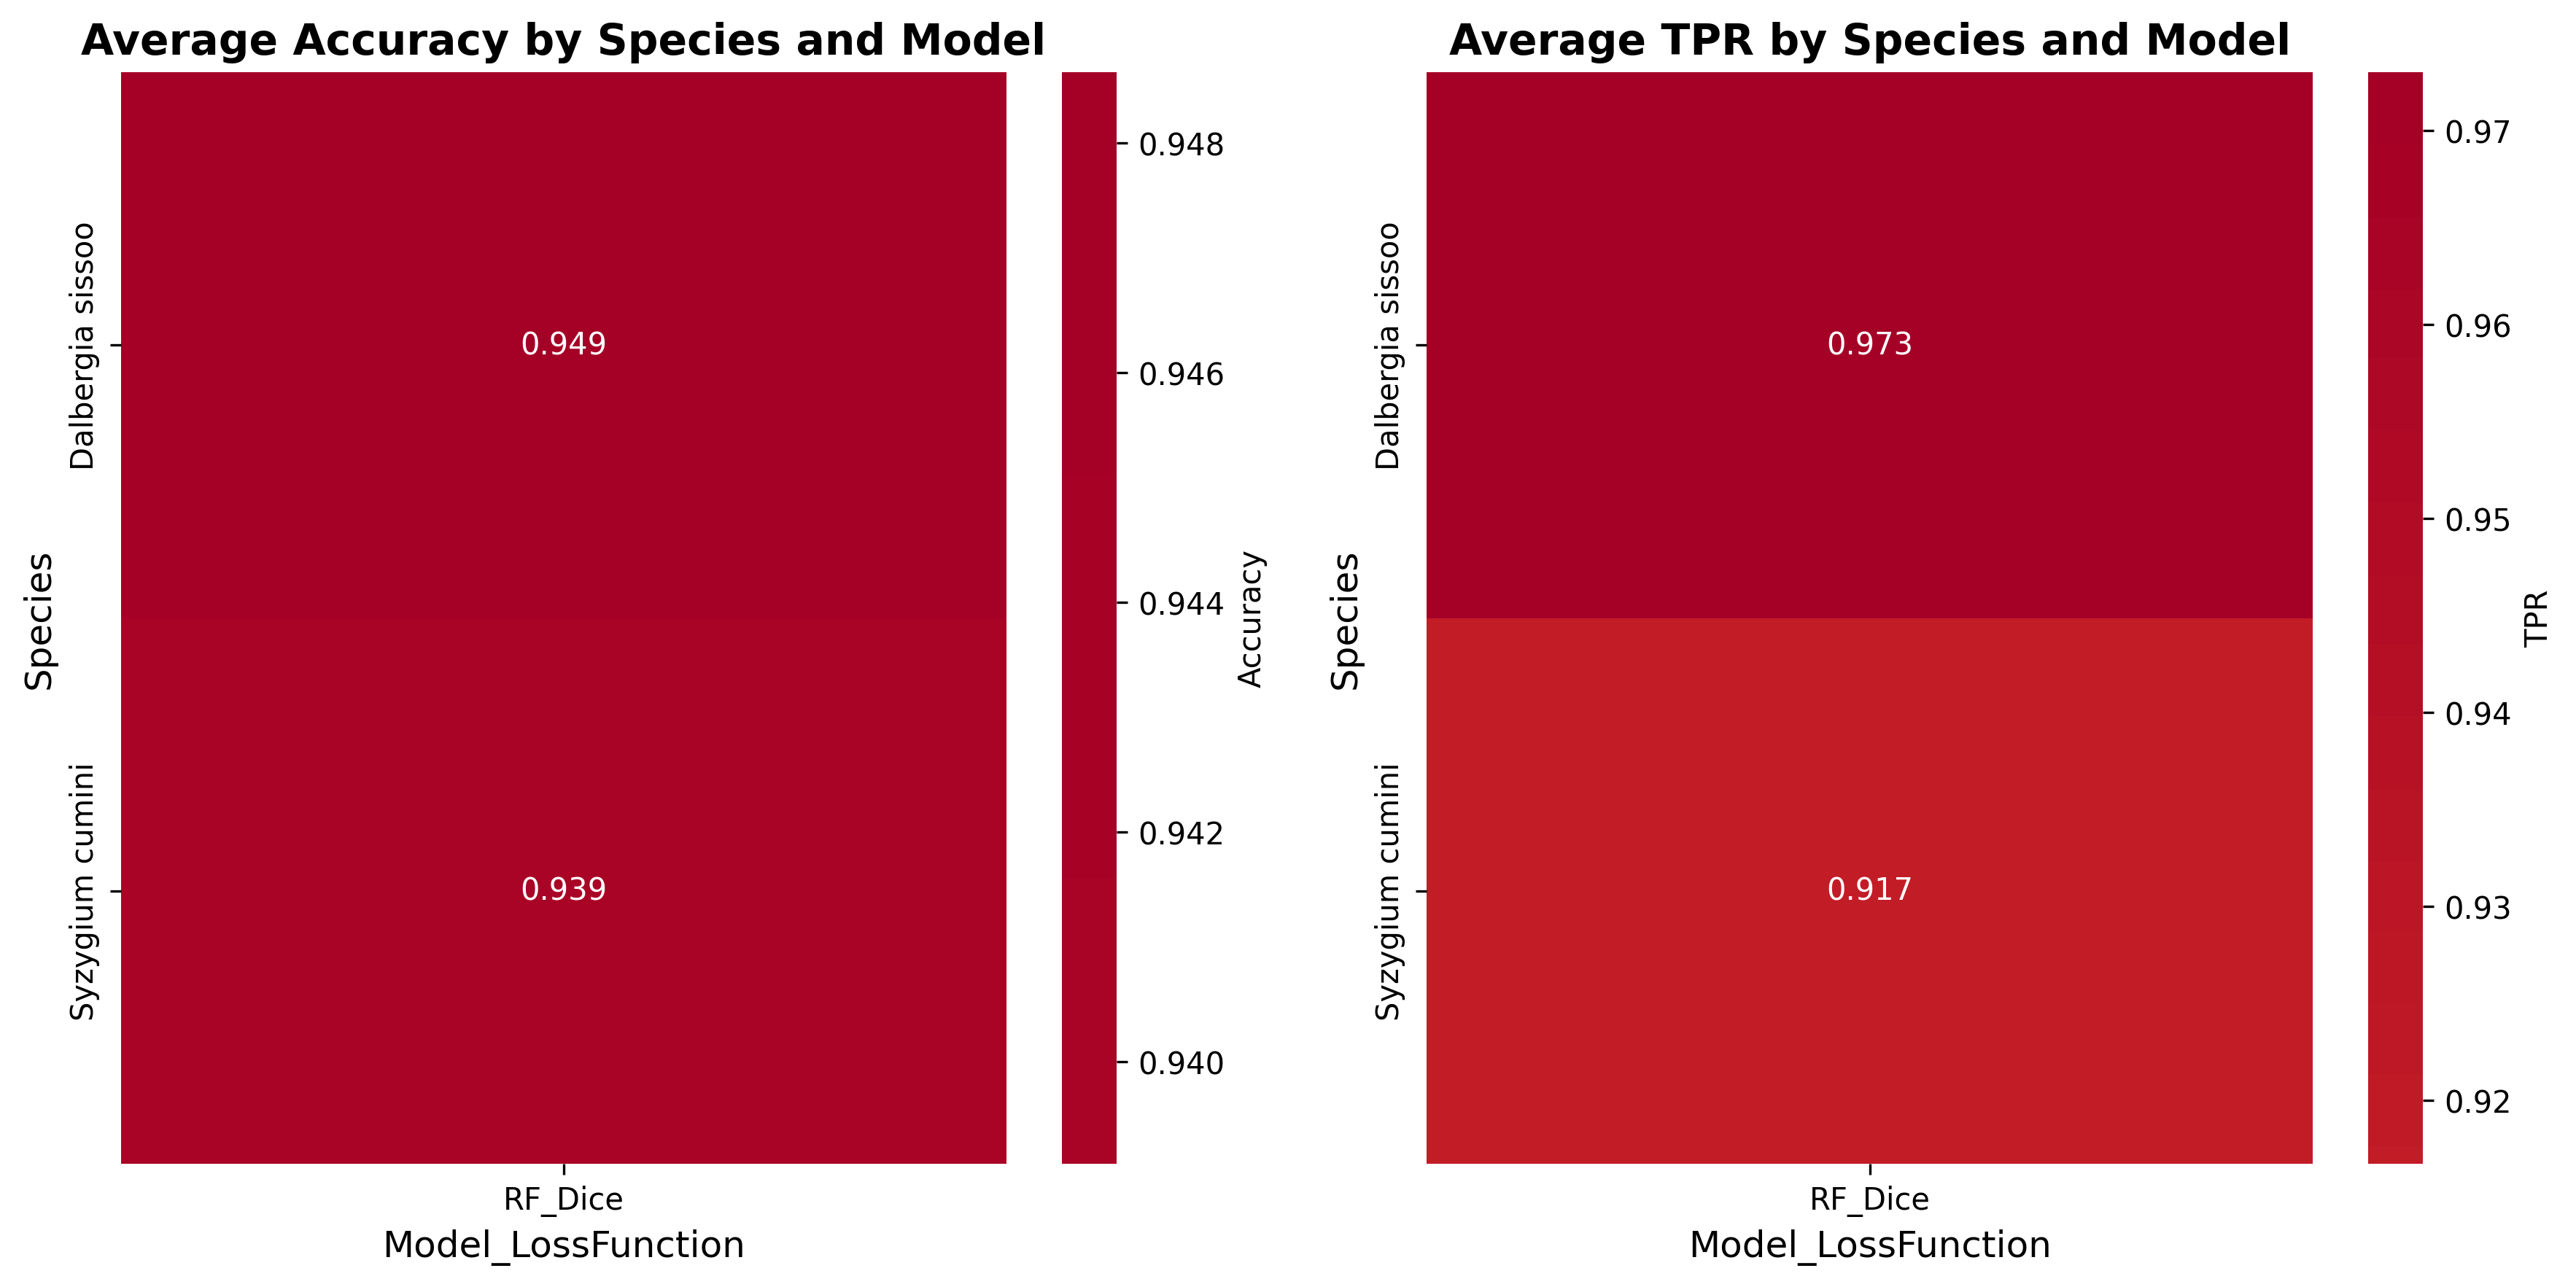 Average Accuracy by Species and Model
Species
Dalbergia sissoo
Syzygium cumini
0.949
0.939
RF_Dice
Model_LossFunction
0.948
0.946
0.944
0.942
0.940
Accuracy
Average TPR by Species and Model
Species
Dalbergia sissoo
Syzygium cumini
0.973
0.917
RF_Dice
Model_LossFunction
0.97
0.96
0.95
0.94
0.93
0.92
TPR